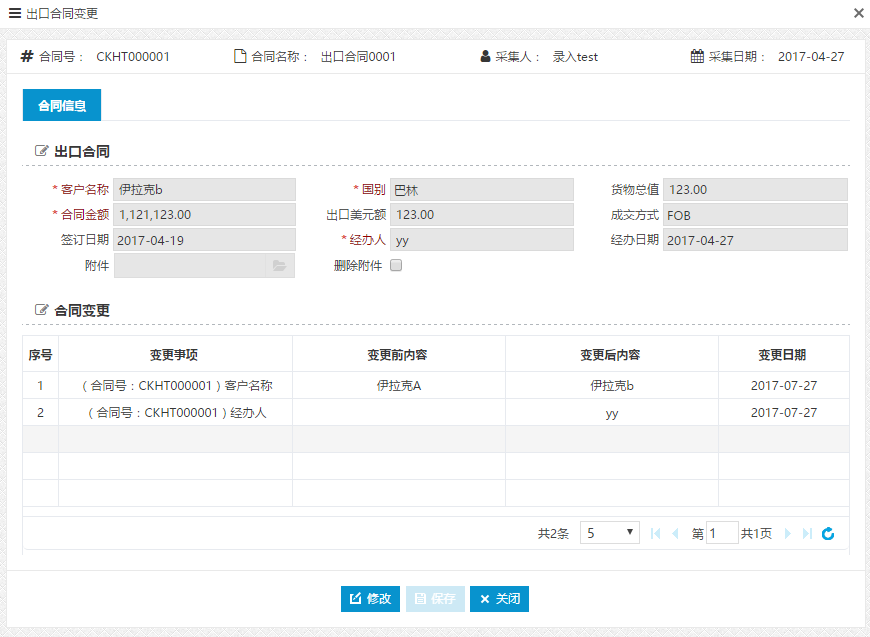 出口合同变更
合同号： CKHT000001 合同名称： 出口合同0001 采集人： 录入test 采集日期： 2017-04-27
合同信息
出口合同
* 客户名称 伊拉克b * 国别 巴林 货物总值 123.00
* 合同金额 1,121,123.00 出口美元额 123.00 成交方式 FOB
签订日期 2017-04-19 * 经办人 yy 经办日期 2017-04-27
附件 删除附件
合同变更
序号 变更事项 变更前内容 变更后内容 变更日期
1 （合同号：CKHT000001）客户名称 伊拉克A 伊拉克b 2017-07-27
2 （合同号：CKHT000001）经办人 yy 2017-07-27
共2条 5 第 1 共1页
修改 保存 关闭